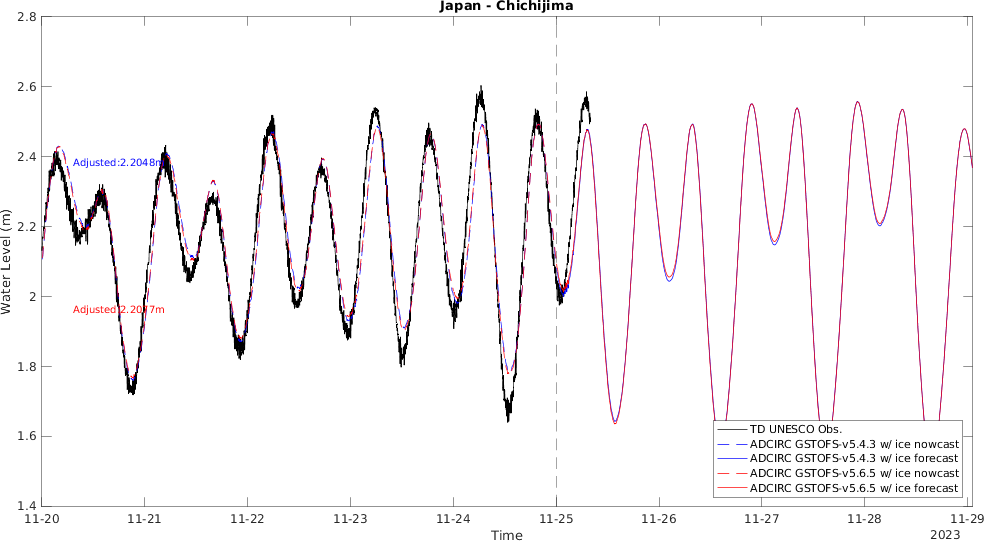 Japan - Chichijima
2.8
2.6
2.4
2.2
2
1.8
1.6
1.4
Water Level (m)
Adjusted:2.2048m
Adjusted:2.2017m
TD UNESCO Obs.
ADCIRC GSTOFS-v5.4.3 w/ ice nowcast
ADCIRC GSTOFS-v5.4.3 w/ ice forecast
ADCIRC GSTOFS-v5.6.5 w/ ice nowcast
ADCIRC GSTOFS-v5.6.5 w/ ice forecast
11-20 11-21 11-22 11-23 11-24 11-25 11-26 11-27 11-28 11-29
Time
2023